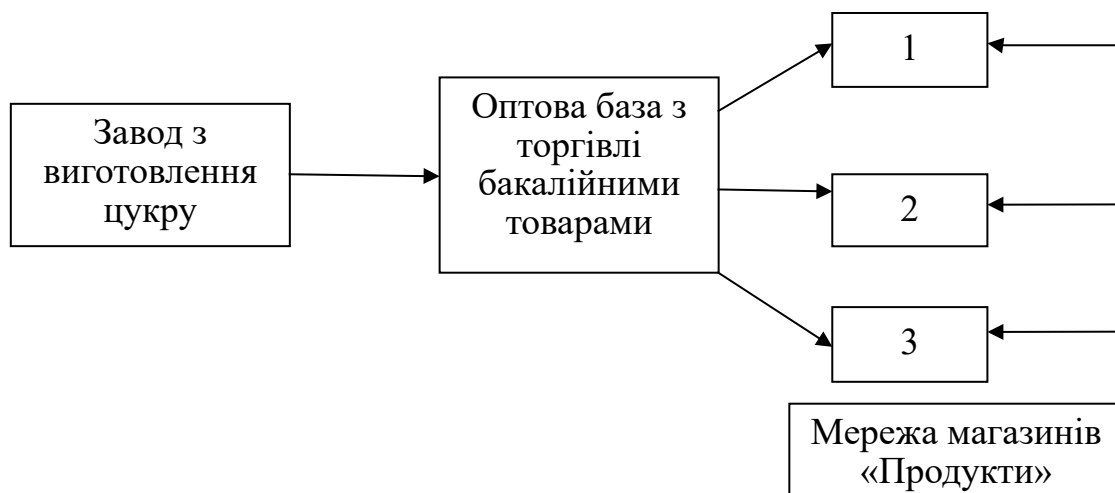 Завод з
виготовлення
цукру
Оптова база з
торгівлі
бакалійними
товарами
1
2
3
Мережа магазинів
«Продукти»